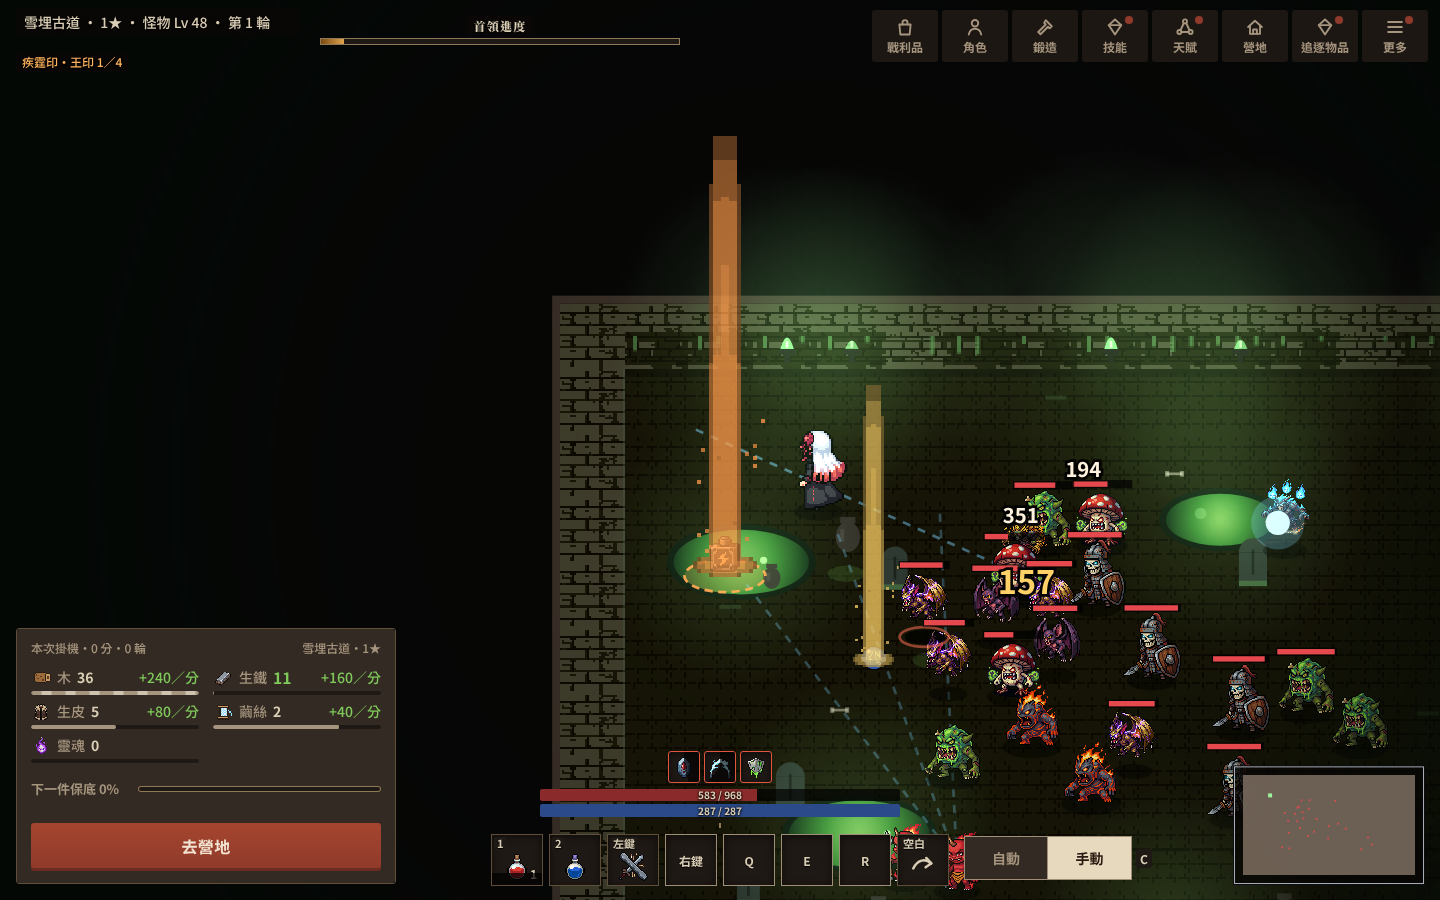 雪埋古道 • 1★ • 怪物 Lv 48 • 第 1 輪
首領進度
戰利品
角色
鍛造
技能
天賦
營地
追逐物品
更多
疾霆印・王印 1／4
194
351
157
本次掛機・0 分・0 輪
雪埋古道・1★
木 36 +240／分
生鐵 11 +160／分
生皮 5 +80／分
繭絲 2 +40／分
靈魂 0
下一件保底 0%
去營地
583 / 968
287 / 287
1
1
2
左鍵
右鍵
Q
E
R
空白
自動
手動
C